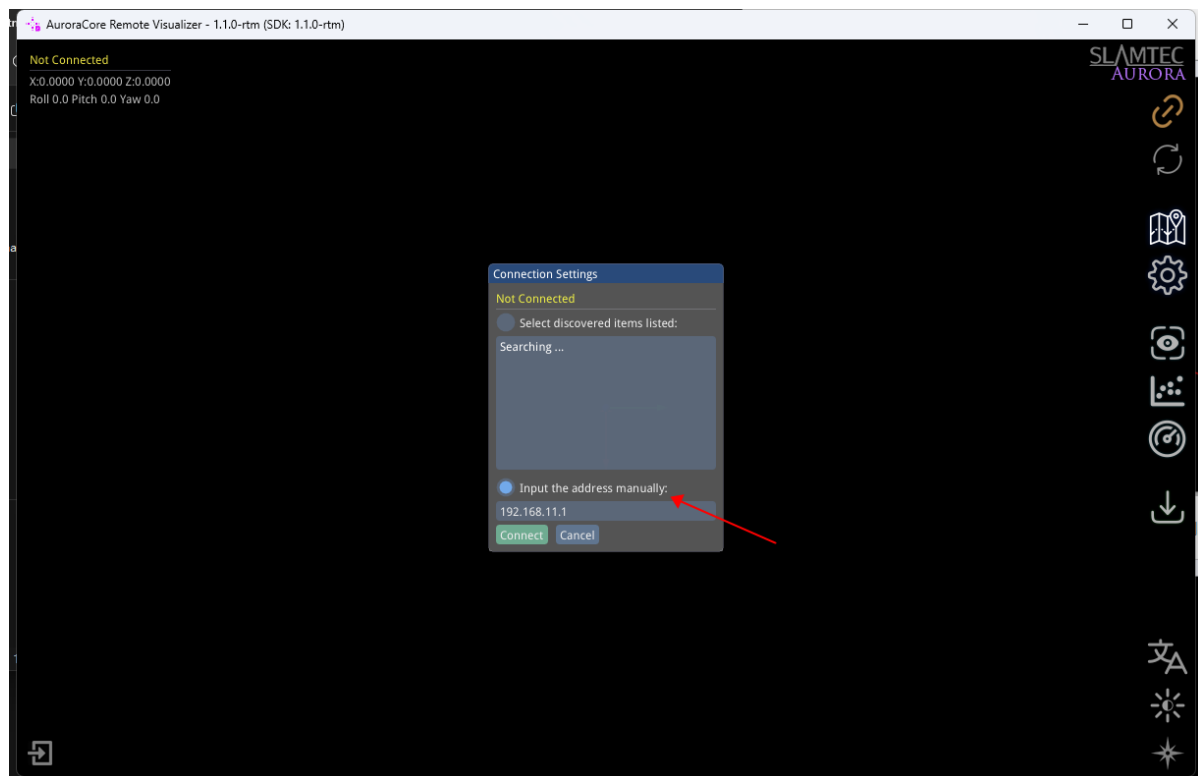 AuroraCore Remote Visualizer - 1.1.0-rtm (SDK: 1.1.0-rtm)
Not Connected
X:0.0000 Y:0.0000 Z:0.0000
Roll 0.0 Pitch 0.0 Yaw 0.0
SLAMTEC
AURORA
Connection Settings
Not Connected
Select discovered items listed:
Searching ...
Input the address manually:
192.168.11.1
Connect Cancel